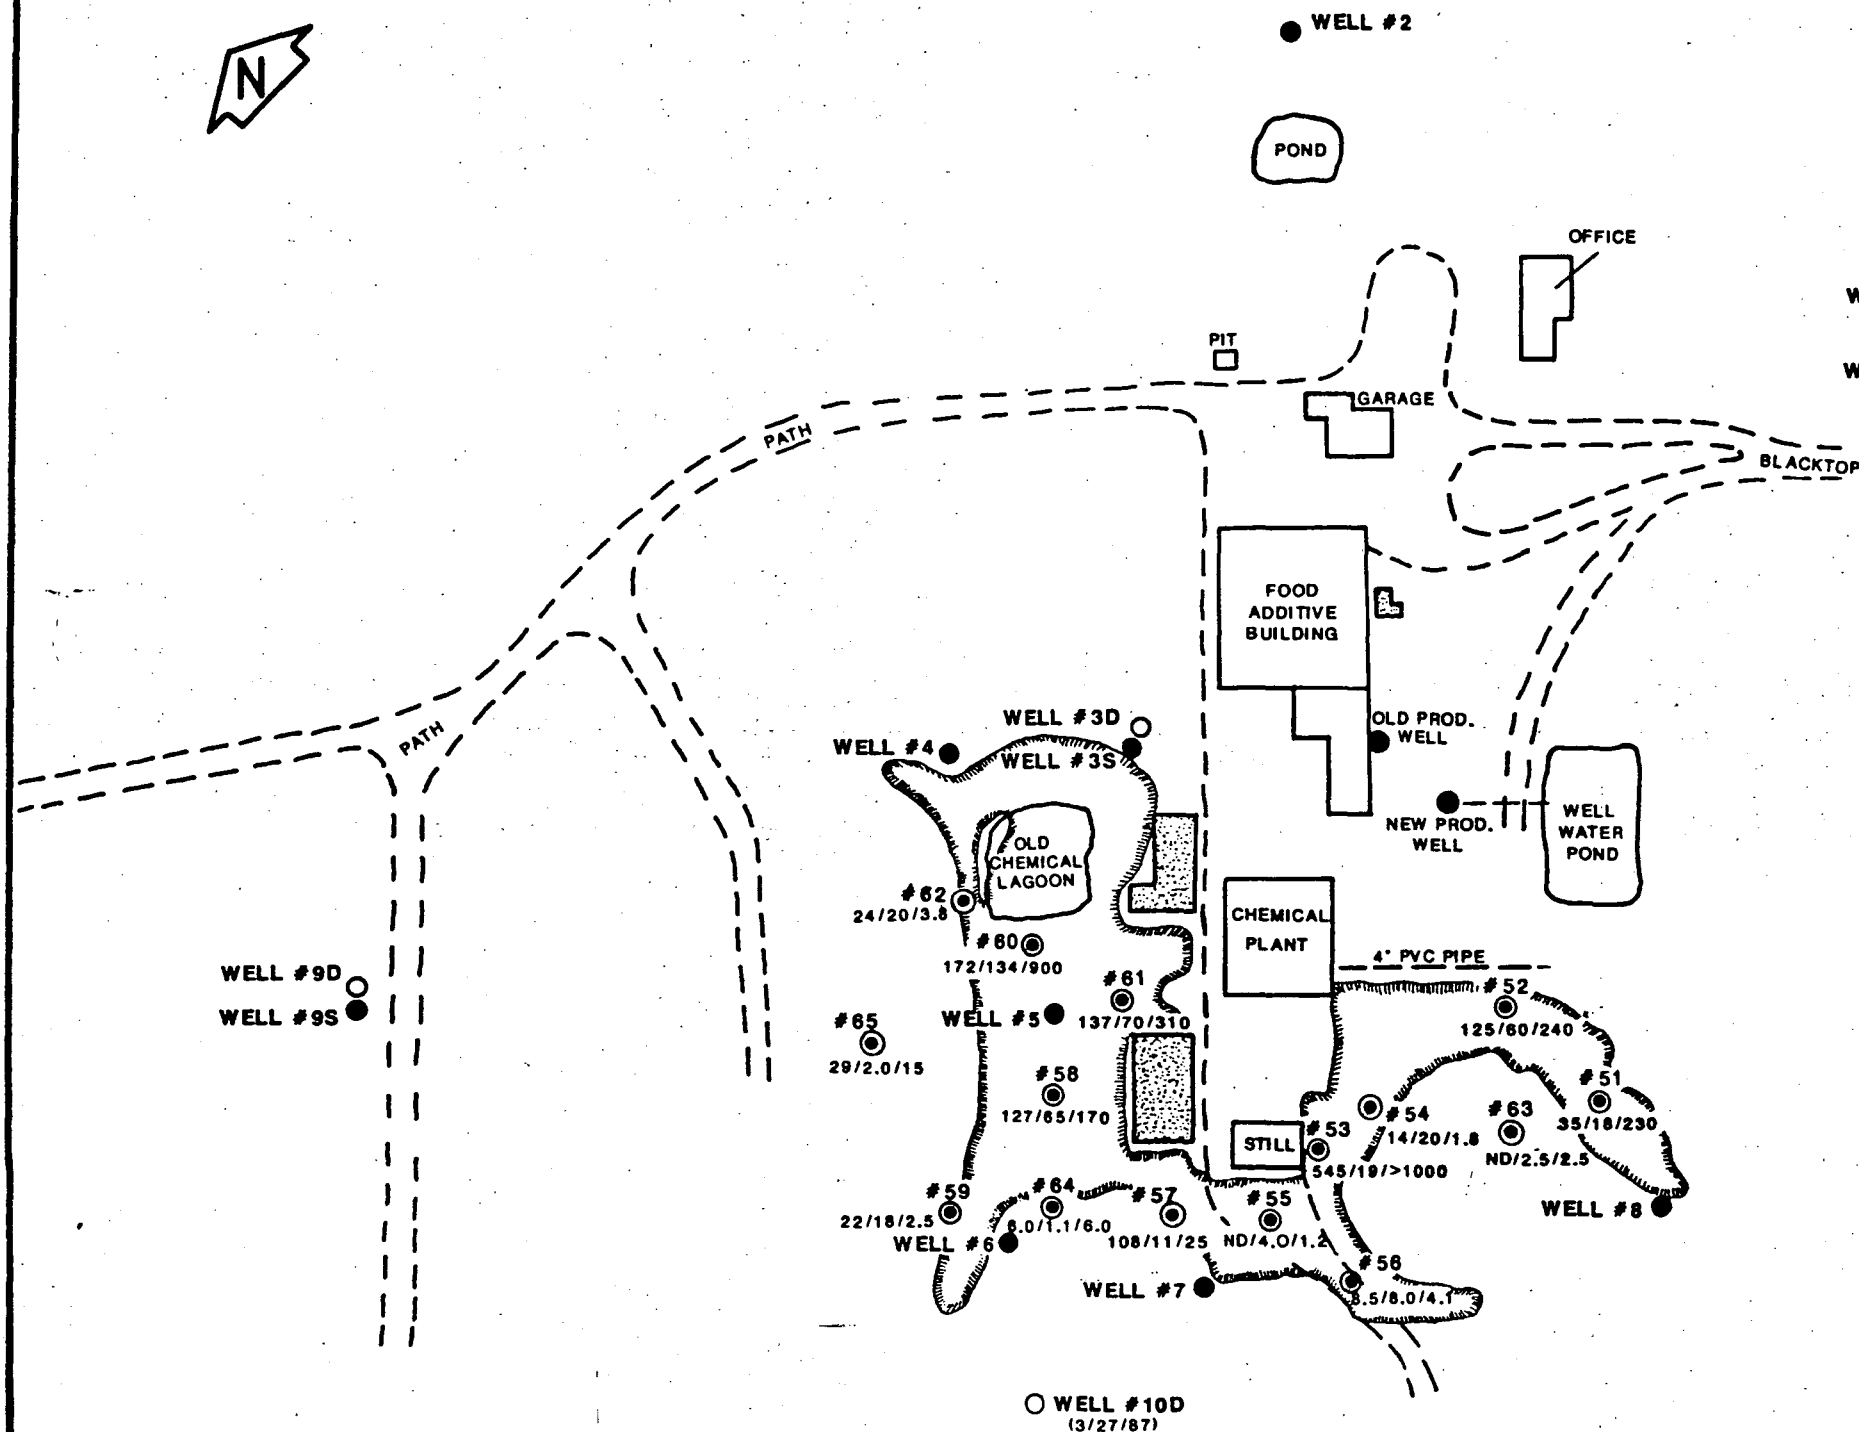 WELL #2
N
POND
OFFICE
W
PIT
W
GARAGE
PATH
BLACKTOP
FOOD
ADDITIVE
BUILDING
WELL #3D
OLD PROD.
WELL
PATH
WELL #4
WELL #3S
NEW PROD.
WELL
WELL
WATER
POND
OLD
CHEMICAL
LAGOON
#62
24/20/3.8
CHEMICAL
PLANT
#60
172/134/900
4" PVC PIPE
WELL #9D
WELL #9S
#61
137/70/310
#52
125/60/240
#65
29/2.0/15
WELL #5
#58
127/65/170
#51
35/18/230
#54
14/20/1.8
#63
ND/2.5/2.5
STILL
#53
545/19/>1000
#59
22/18/2.5
#64
6.0/1.1/6.0
#57
108/11/25
#55
ND/4.0/1.2
WELL #8
WELL #6
#56
8.5/8.0/4.1
WELL #7
WELL #10D
(3/27/87)